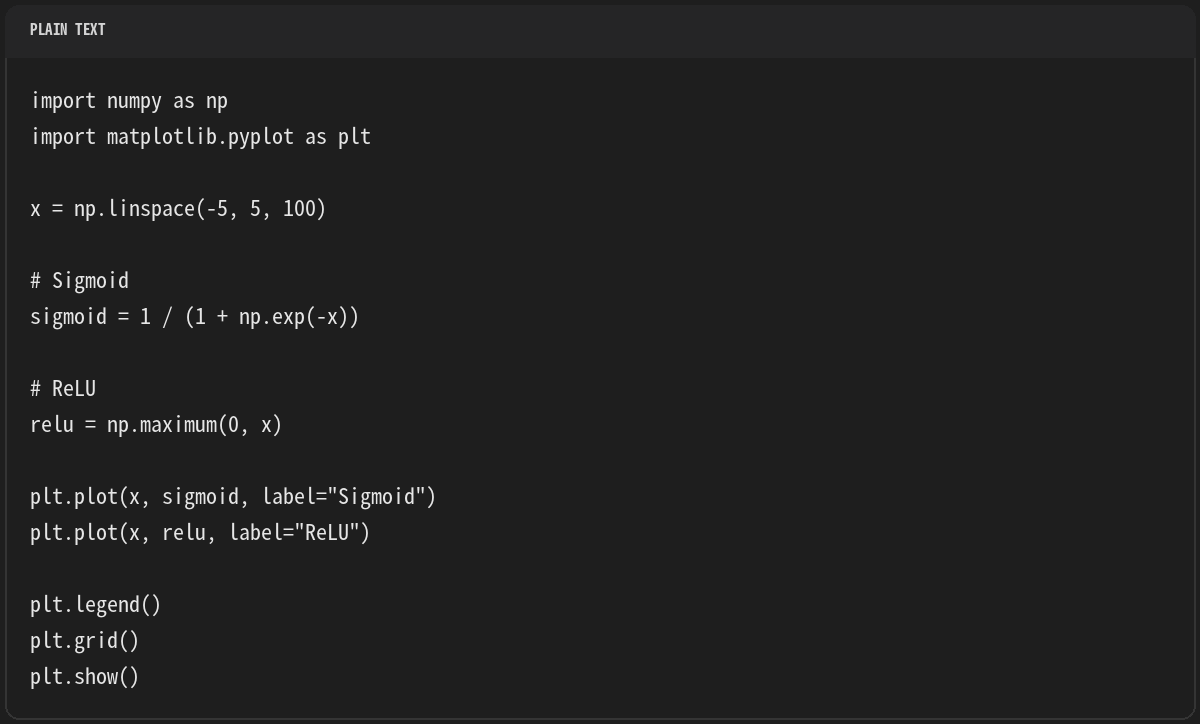 PLAIN TEXT
import numpy as np
import matplotlib.pyplot as plt
x = np.linspace(-5, 5, 100)
# Sigmoid
sigmoid = 1 / (1 + np.exp(-x))
# ReLU
relu = np.maximum(0, x)
plt.plot(x, sigmoid, label="Sigmoid")
plt.plot(x, relu, label="ReLU")
plt.legend()
plt.grid()
plt.show()